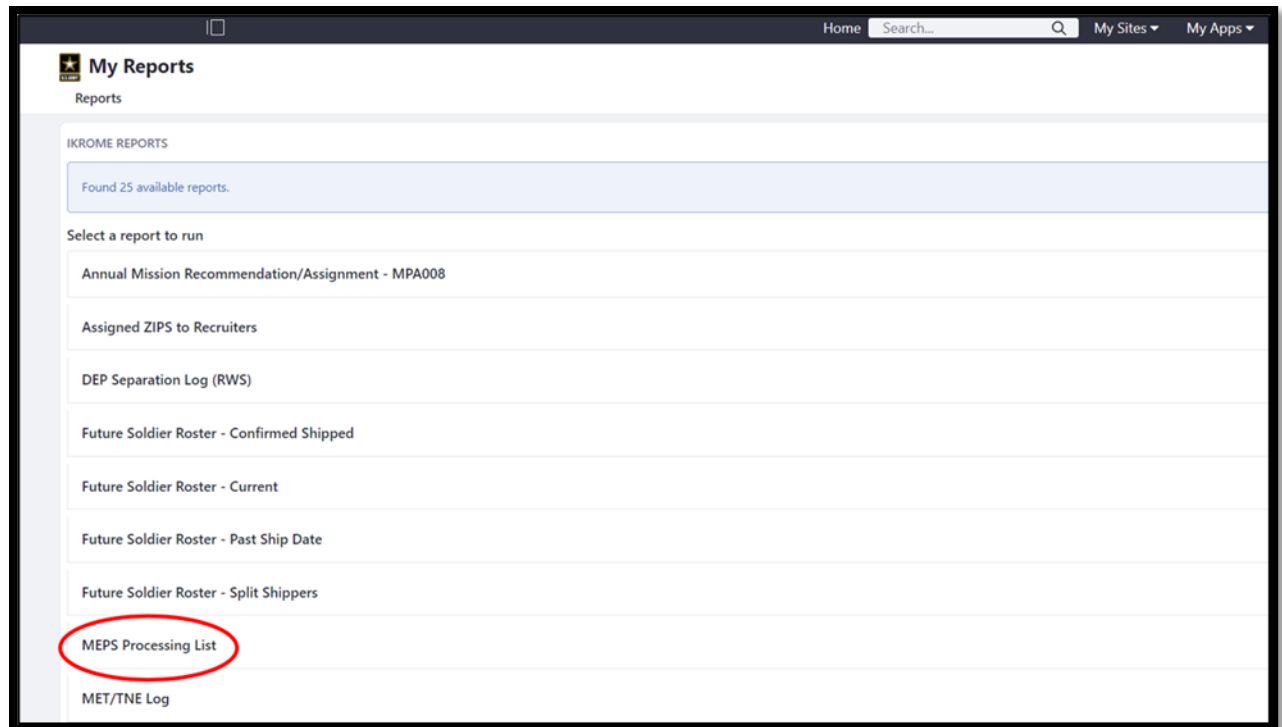 Home Search... My Sites My Apps
My Reports
Reports
IKROME REPORTS
Found 25 available reports.
Select a report to run
Annual Mission Recommendation/Assignment - MPA008
Assigned ZIPS to Recruiters
DEP Separation Log (RWS)
Future Soldier Roster - Confirmed Shipped
Future Soldier Roster - Current
Future Soldier Roster - Past Ship Date
Future Soldier Roster - Split Shippers
MEPS Processing List
MET/TNE Log